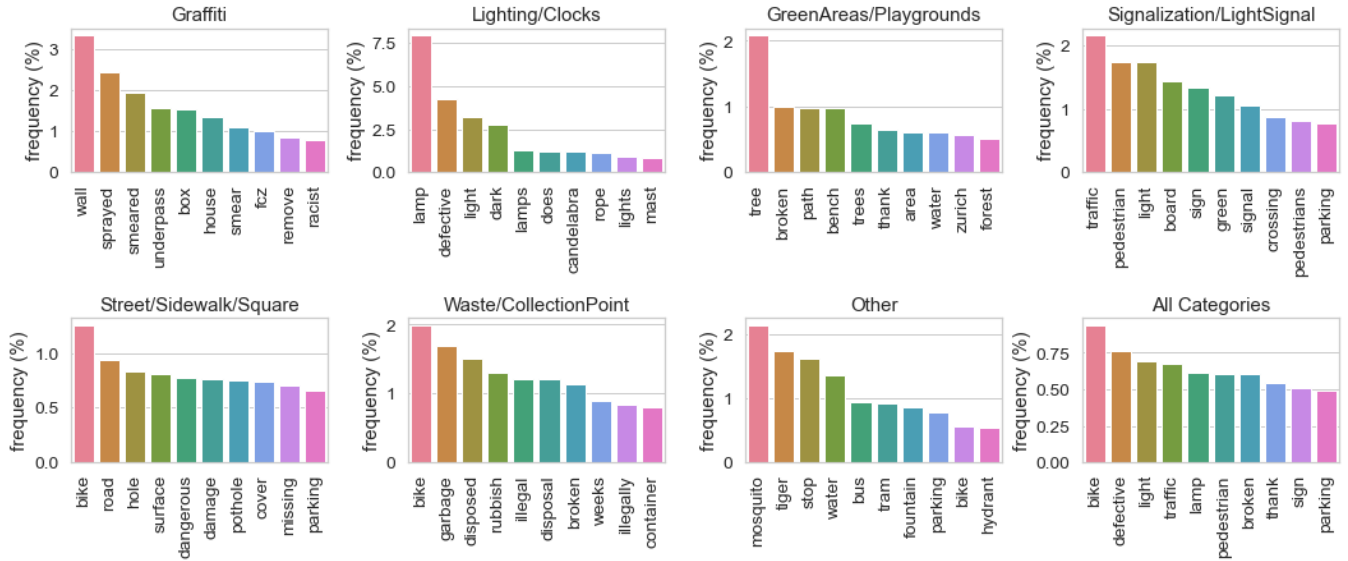 Graffiti
frequency (%)
3
2
1
0
wall
sprayed
smeared
underpass
box
house
smear
fcz
remove
racist
Lighting/Clocks
frequency (%)
7.5
5.0
2.5
0.0
lamp
defective
light
dark
lamps
does
candelabra
rope
lights
mast
GreenAreas/Playgrounds
frequency (%)
2
1
0
tree
broken
path
bench
trees
thank
area
water
zurich
forest
Signalization/LightSignal
frequency (%)
2
1
0
traffic
pedestrian
light
board
sign
green
signal
crossing
pedestrians
parking
Street/Sidewalk/Square
frequency (%)
1.0
0.5
0.0
bike
road
hole
surface
dangerous
damage
pothole
cover
missing
parking
Waste/CollectionPoint
frequency (%)
2
1
0
bike
garbage
disposed
rubbish
illegal
disposal
broken
weeks
illegally
container
Other
frequency (%)
2
1
0
mosquito
tiger
stop
water
bus
tram
fountain
parking
bike
hydrant
All Categories
frequency (%)
0.75
0.50
0.25
0.00
bike
defective
light
traffic
lamp
pedestrian
broken
thank
sign
parking